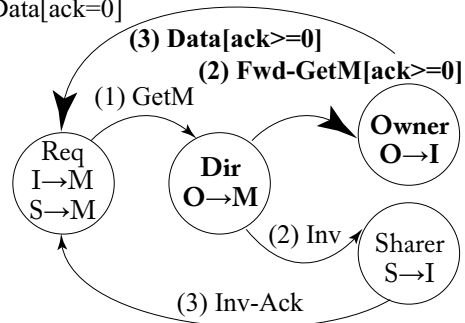 Data[ack=0]
(3) Data[ack>=0]
(2) Fwd-GetM[ack>=0]
(1) GetM
Req
I→M
S→M
Dir
O→M
Owner
O→I
(2) Inv
Sharer
S→I
(3) Inv-Ack